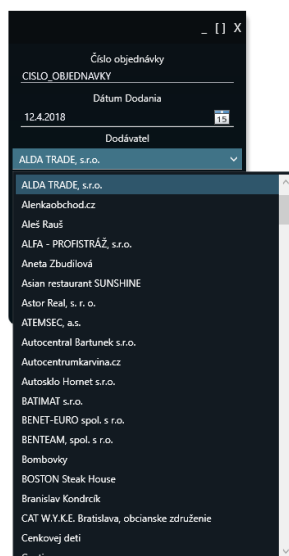 _ [] X
Číslo objednávky
CISLO_OBJEDNAVKY
Dátum Dodania
12.4.2018
15
Dodávatel
ALDA TRADE, s.r.o.
ALDA TRADE, s.r.o.
Alenkaobchod.cz
Aleš Rauš
ALFA - PROFISTRÁŽ, s.r.o.
Aneta Zbudilová
Asian restaurant SUNSHINE
Astor Real, s. r. o.
ATEMSEC, a.s.
Autocentral Bartunek s.r.o.
Autocentrumkarvina.cz
Autosklo Hornet s.r.o.
BATIMAT s.r.o.
BENET-EURO spol. s r.o.
BENTEAM, spol. s r.o.
Bombovky
BOSTON Steak House
Branislav Kondrcík
CAT W.Y.K.E. Bratislava, obcianske združenie
Cenkovej deti